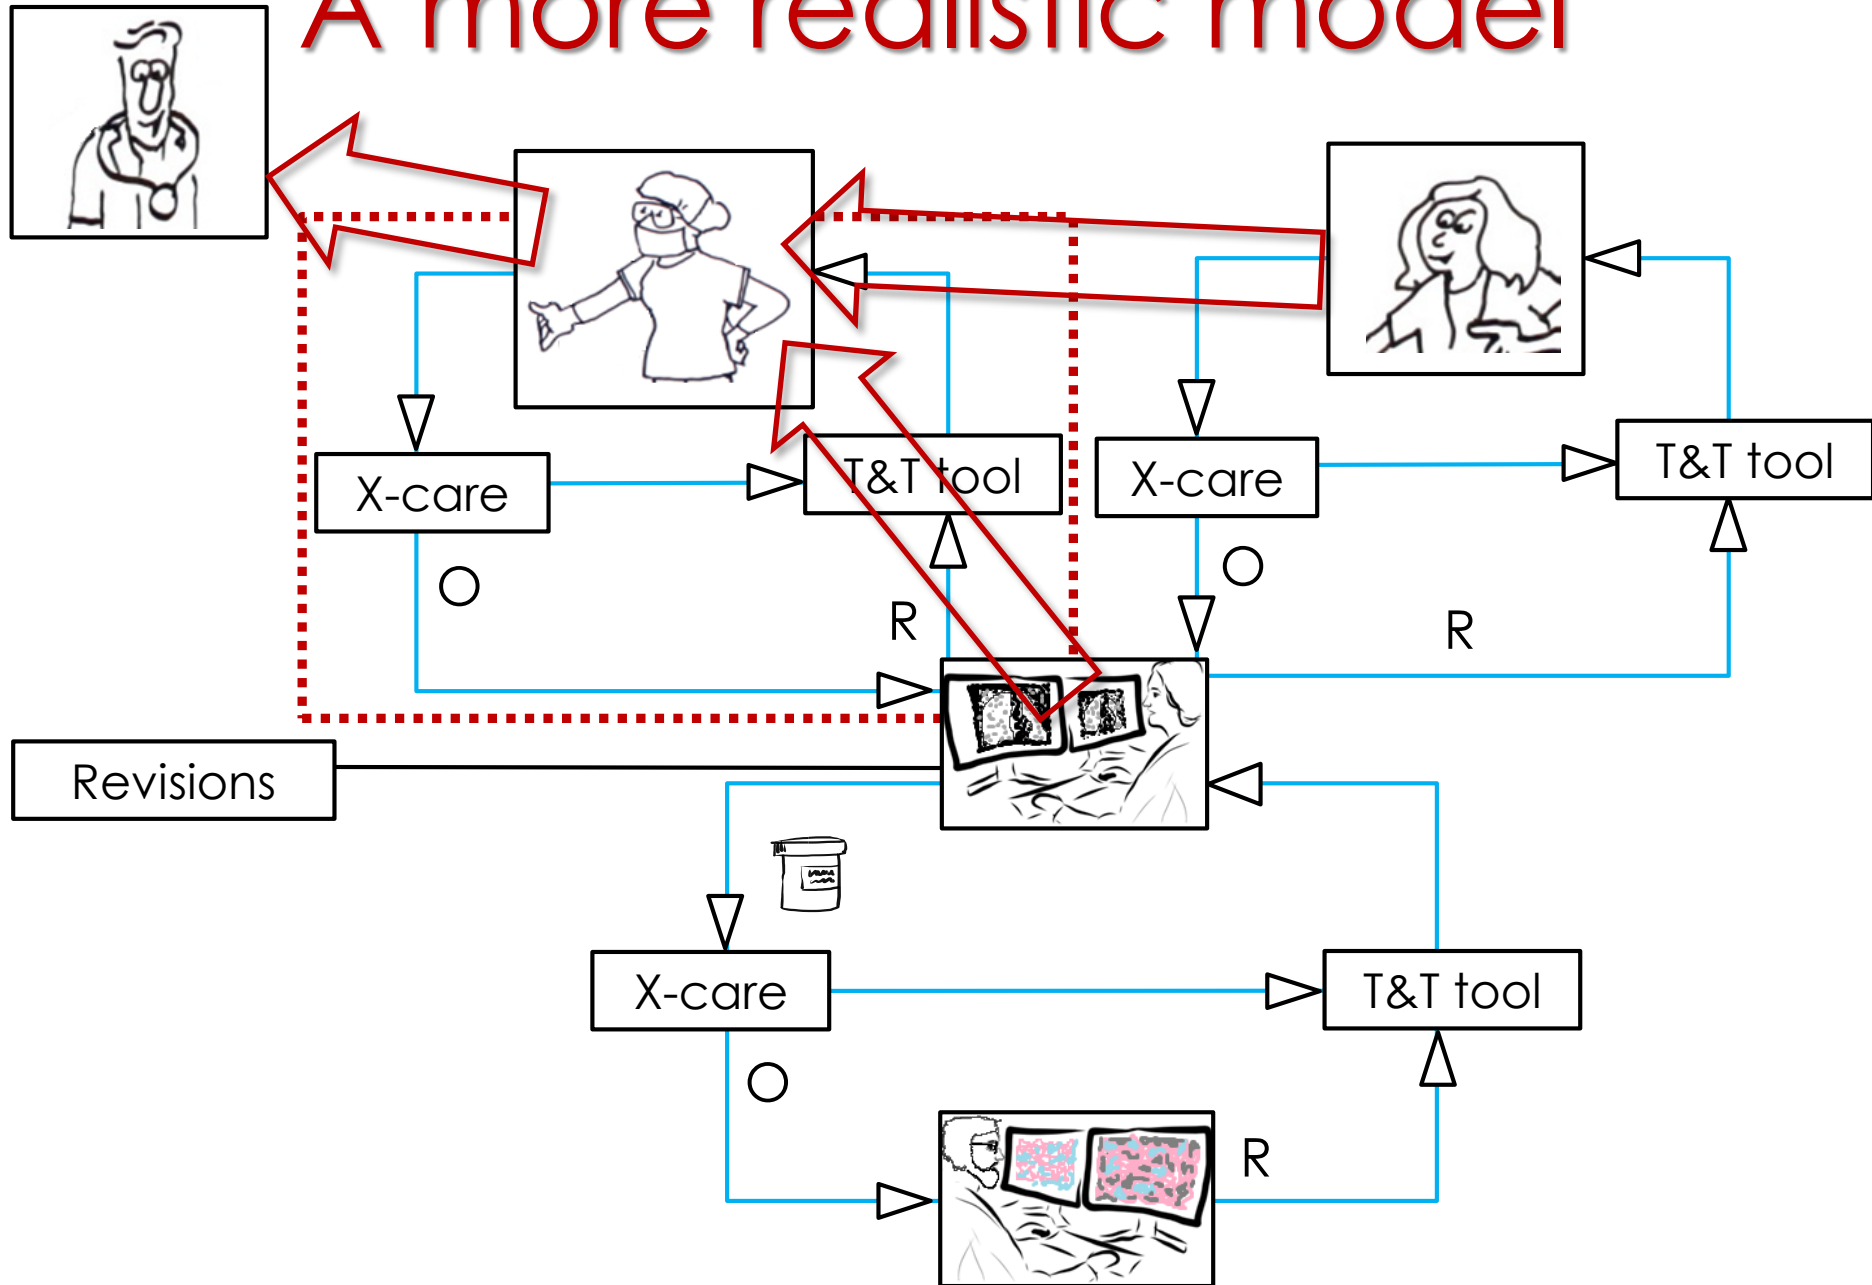 A more realistic model
X-care
T&T tool
X-care
T&T tool
O
O
R
R
Revisions
X-care
T&T tool
O
R